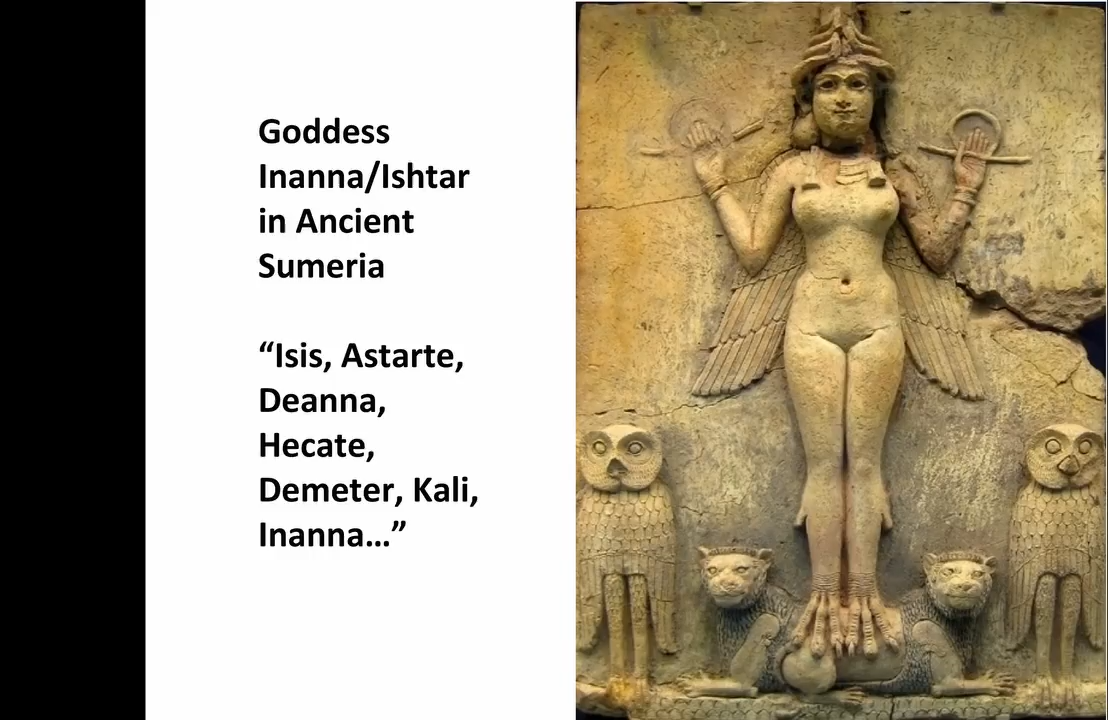 Goddess
Inanna/Ishtar
in Ancient
Sumeria
“Isis, Astarte,
Deanna,
Hecate,
Demeter, Kali,
Inanna…”